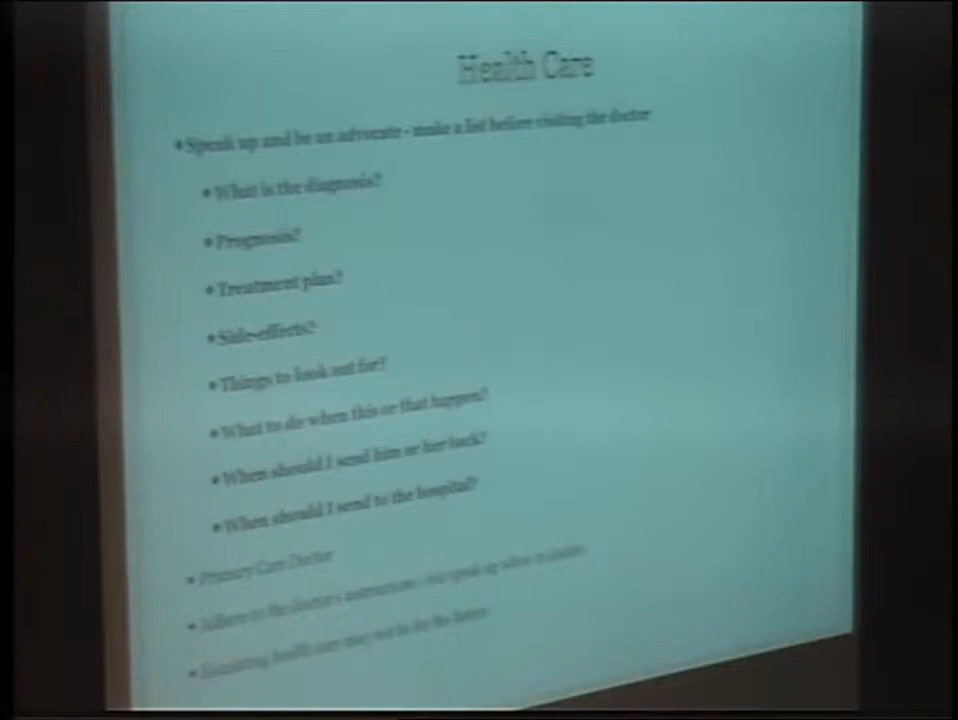 Health Care
• Speak up and be an advocate - make a list before visiting the doctor
• What is the diagnosis?
• Prognosis?
• Treatment plan?
• Side-effects?
• Things to look out for?
• What to do when this or that happen?
• When should I send him or her back?
• When should I send to the hospital?
• Primary Care Doctor
• Adhere to the doctor's instructions - but speak up when in doubt
• health care may not be for the better